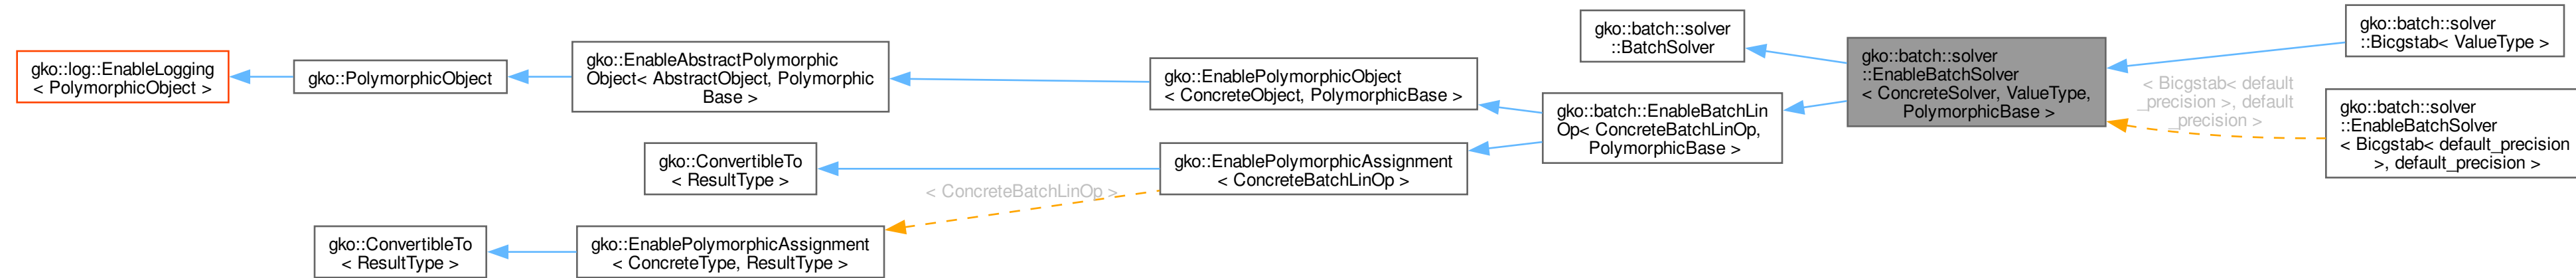 gko::log::EnableLogging
< PolymorphicObject >
gko::PolymorphicObject
gko::EnableAbstractPolymorphic
Object< AbstractObject, Polymorphic
Base >
gko::EnablePolymorphicObject
< ConcreteObject, PolymorphicBase >
gko::batch::solver
::BatchSolver
gko::batch::EnableBatchLin
Op< ConcreteBatchLinOp,
PolymorphicBase >
gko::batch::solver
::EnableBatchSolver
< ConcreteSolver, ValueType,
PolymorphicBase >
gko::batch::solver
::Bicgstab< ValueType >
< Bicgstab< default
_precision >, default
_precision >
gko::batch::solver
::EnableBatchSolver
< Bicgstab< default_precision
>, default_precision >
gko::ConvertibleTo
< ResultType >
gko::EnablePolymorphicAssignment
< ConcreteBatchLinOp >
< ConcreteBatchLinOp >
gko::ConvertibleTo
< ResultType >
gko::EnablePolymorphicAssignment
< ConcreteType, ResultType >